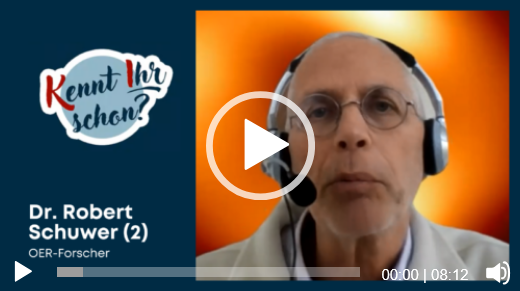 Kennt Ihr
schon?
Dr. Robert
Schuwer (2)
OER-Forscher
00:00 | 08:12